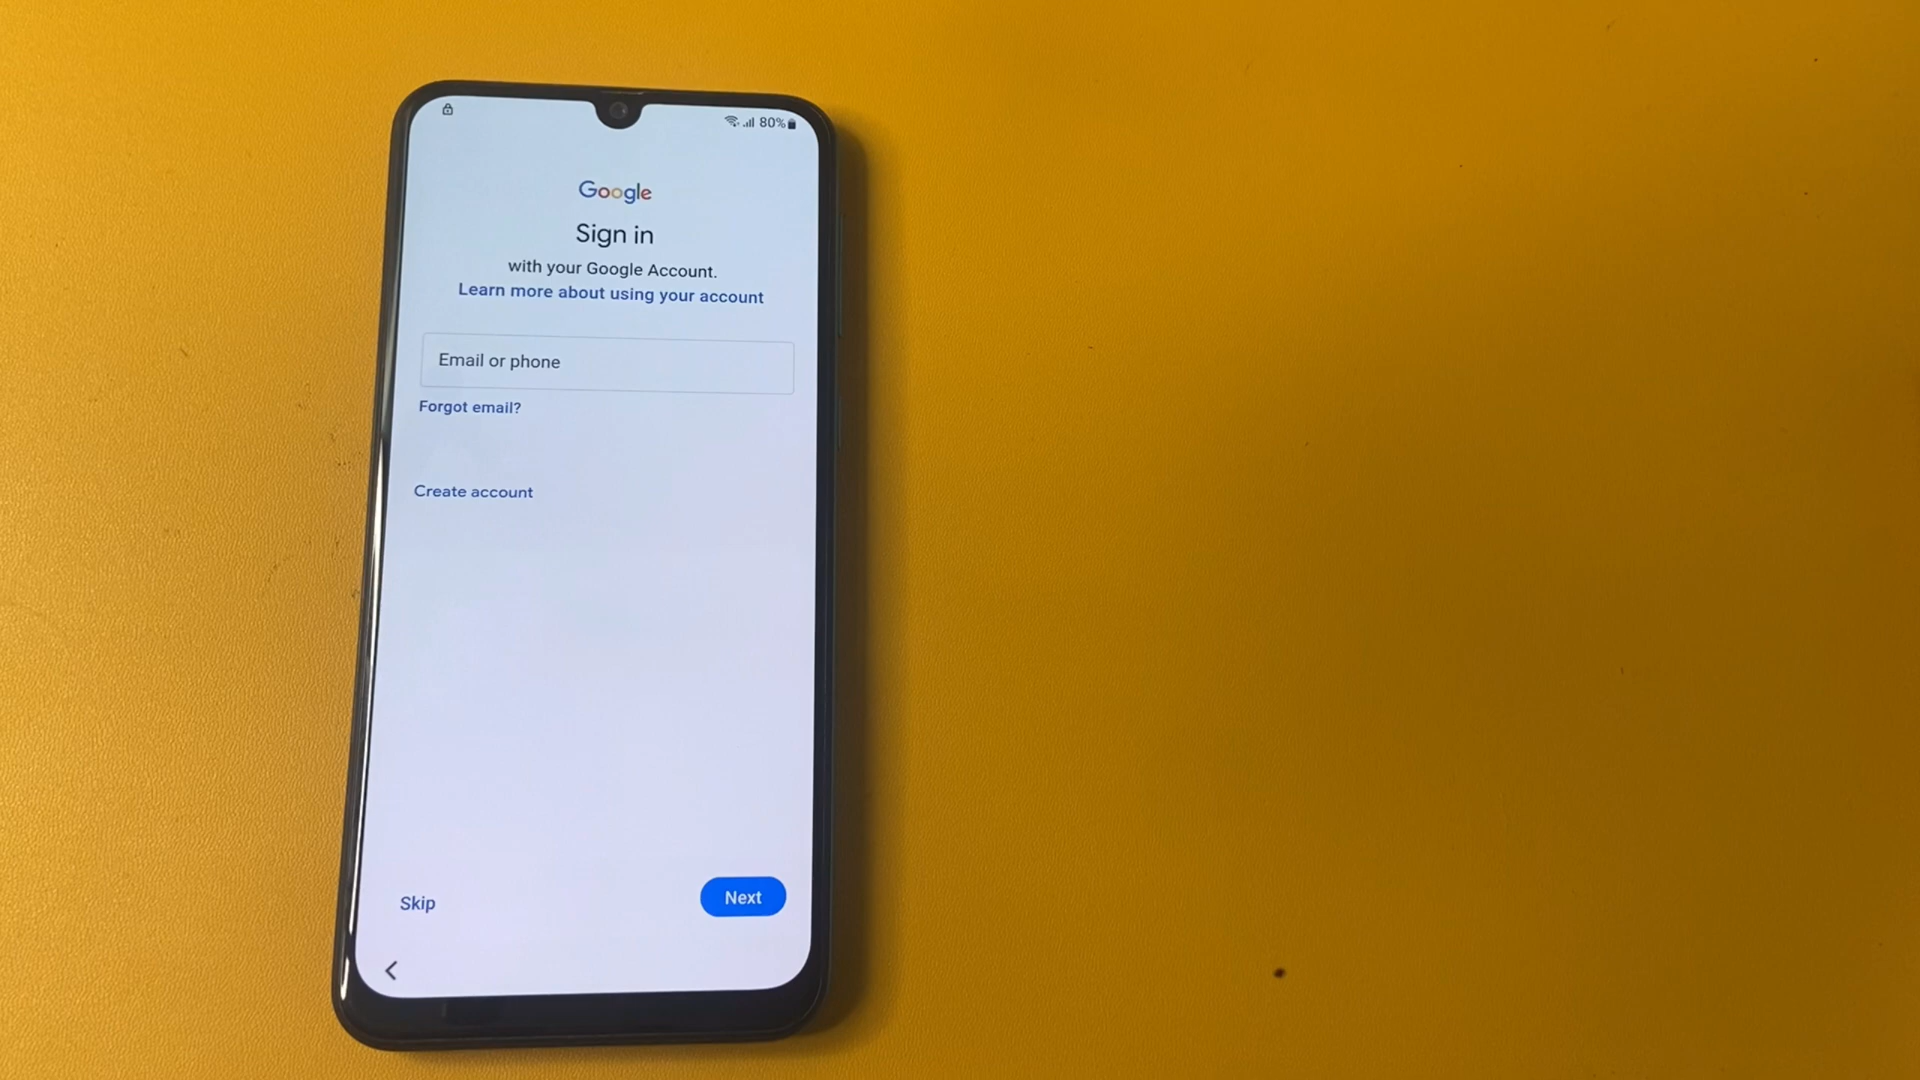 80%
Google
Sign in
with your Google Account.
Learn more about using your account
Email or phone
Forgot email?
Create account
Skip
Next